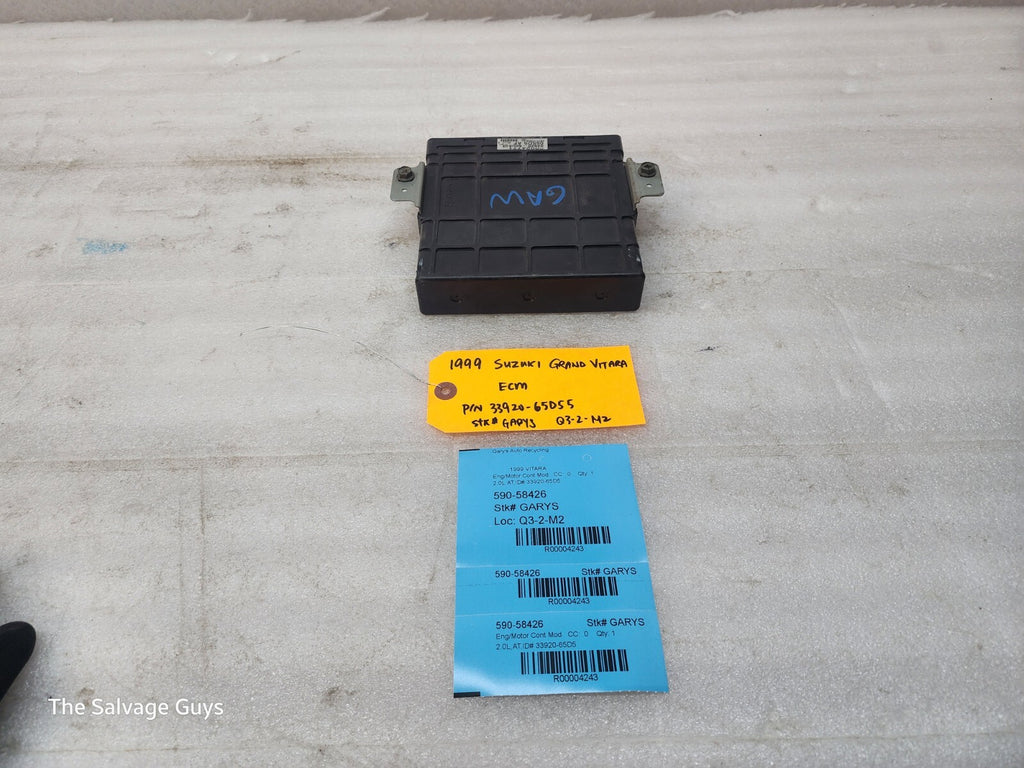 GAW
1999 SUZUKI GRAND VITARA
ECM
P/N 33920-65D55
Stk# GARYS Q3-2-M2
Garys Auto Recycling
1999 VITARA
Eng/Motor Cont Mod CC: 0 Qty: 1
2.0L,AT,ID# 33920-65D5
590-58426
Stk# GARYS
Loc: Q3-2-M2
R00004243
590-58426 Stk# GARYS
R00004243
590-58426 Stk# GARYS
Eng/Motor Cont Mod CC: 0 Qty: 1
2.0L,AT,ID# 33920-65D5
R00004243
The Salvage Guys